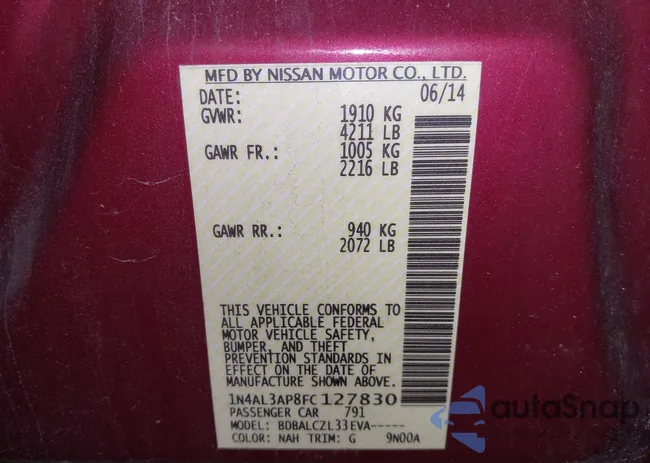 MFD BY NISSAN MOTOR CO., LTD.
DATE: 06/14
GVWR: 1910 KG
4211 LB
GAWR FR.: 1005 KG
2216 LB
GAWR RR.: 940 KG
2072 LB
THIS VEHICLE CONFORMS TO
ALL APPLICABLE FEDERAL
MOTOR VEHICLE SAFETY,
BUMPER, AND THEFT
PREVENTION STANDARDS IN
EFFECT ON THE DATE OF
MANUFACTURE SHOWN ABOVE.
1N4AL3AP8FC127830
PASSENGER CAR 791
MODEL: BDBALCZL33EVA-----
COLOR: NAH TRIM: G 9N00A
autoSnap